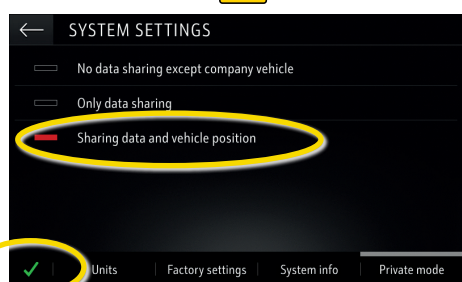 SYSTEM SETTINGS
No data sharing except company vehicle
Only data sharing
Sharing data and vehicle position
Units Factory settings System info Private mode